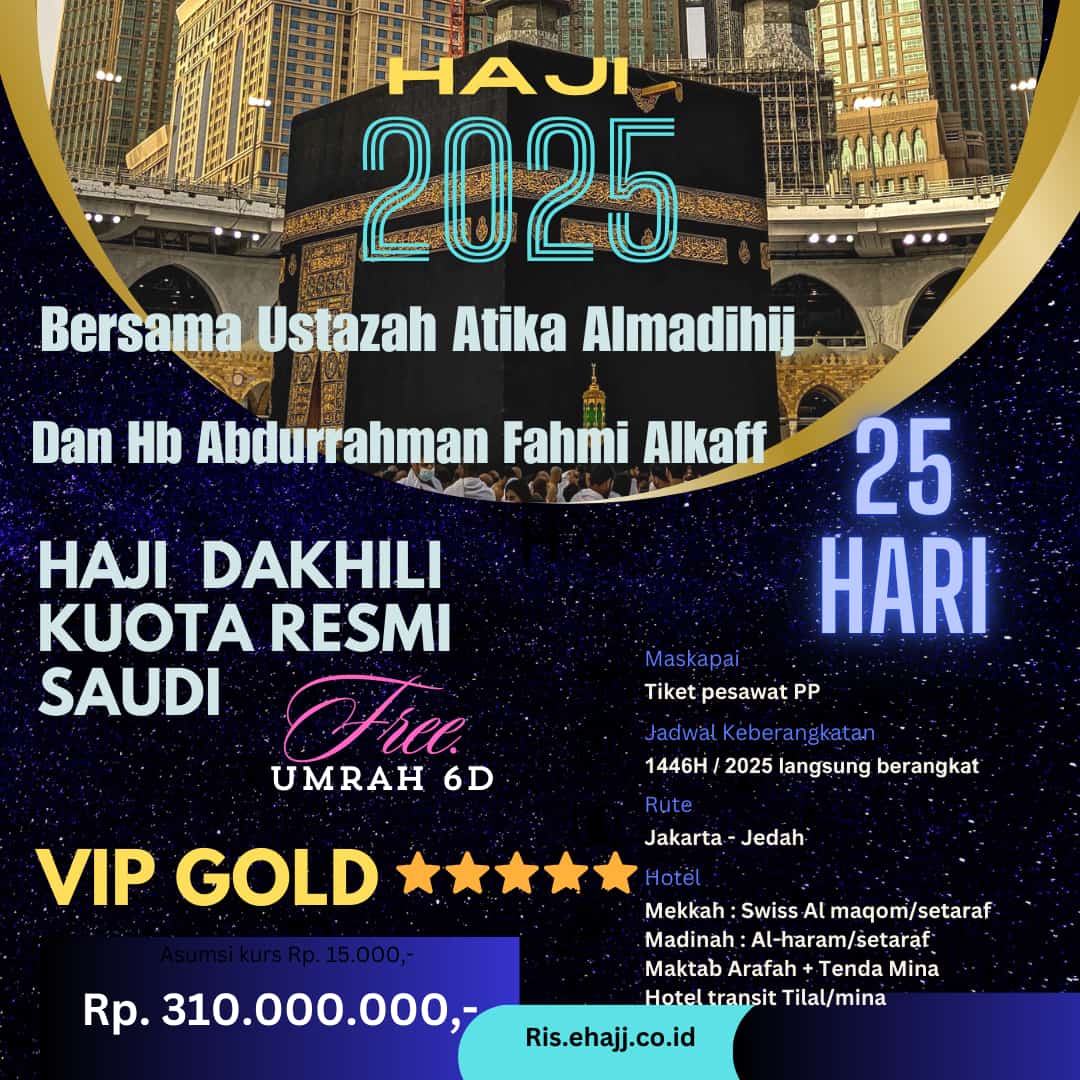 HAJI
2025
Bersama Ustazah Atika Almadihij
Dan Hb Abdurrahman Fahmi Alkaff
25
HARI
HAJI DAKHILI
KUOTA RESMI
SAUDI
Free.
UMRAH 6D
VIP GOLD
Asumsi kurs Rp. 15.000,-
Rp. 310.000.000,-
Maskapai
Tiket pesawat PP
Jadwal Keberangkatan
1446H / 2025 langsung berangkat
Rute
Jakarta - Jedah
Hotel
Mekkah : Swiss Al maqom/setaraf
Madinah : Al-haram/setaraf
Maktab Arafah + Tenda Mina
Hotel transit Tilal/mina
Ris.ehajj.co.id